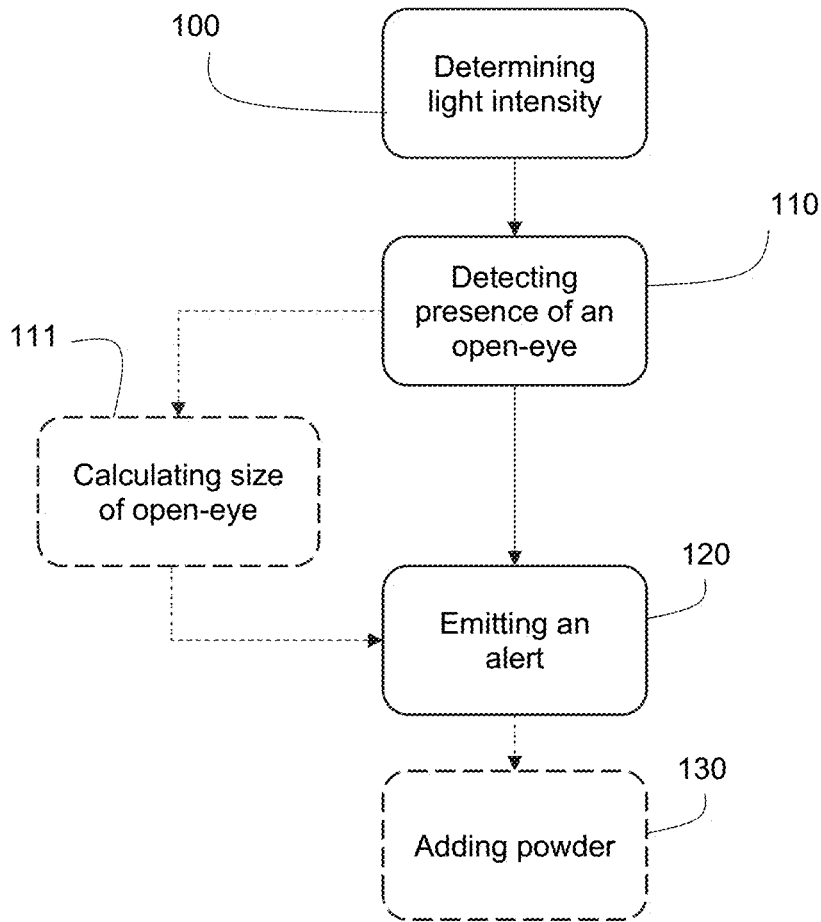 100
Determining
light intensity
110
Detecting
presence of an
open-eye
111
Calculating size
of open-eye
120
Emitting an
alert
130
Adding powder